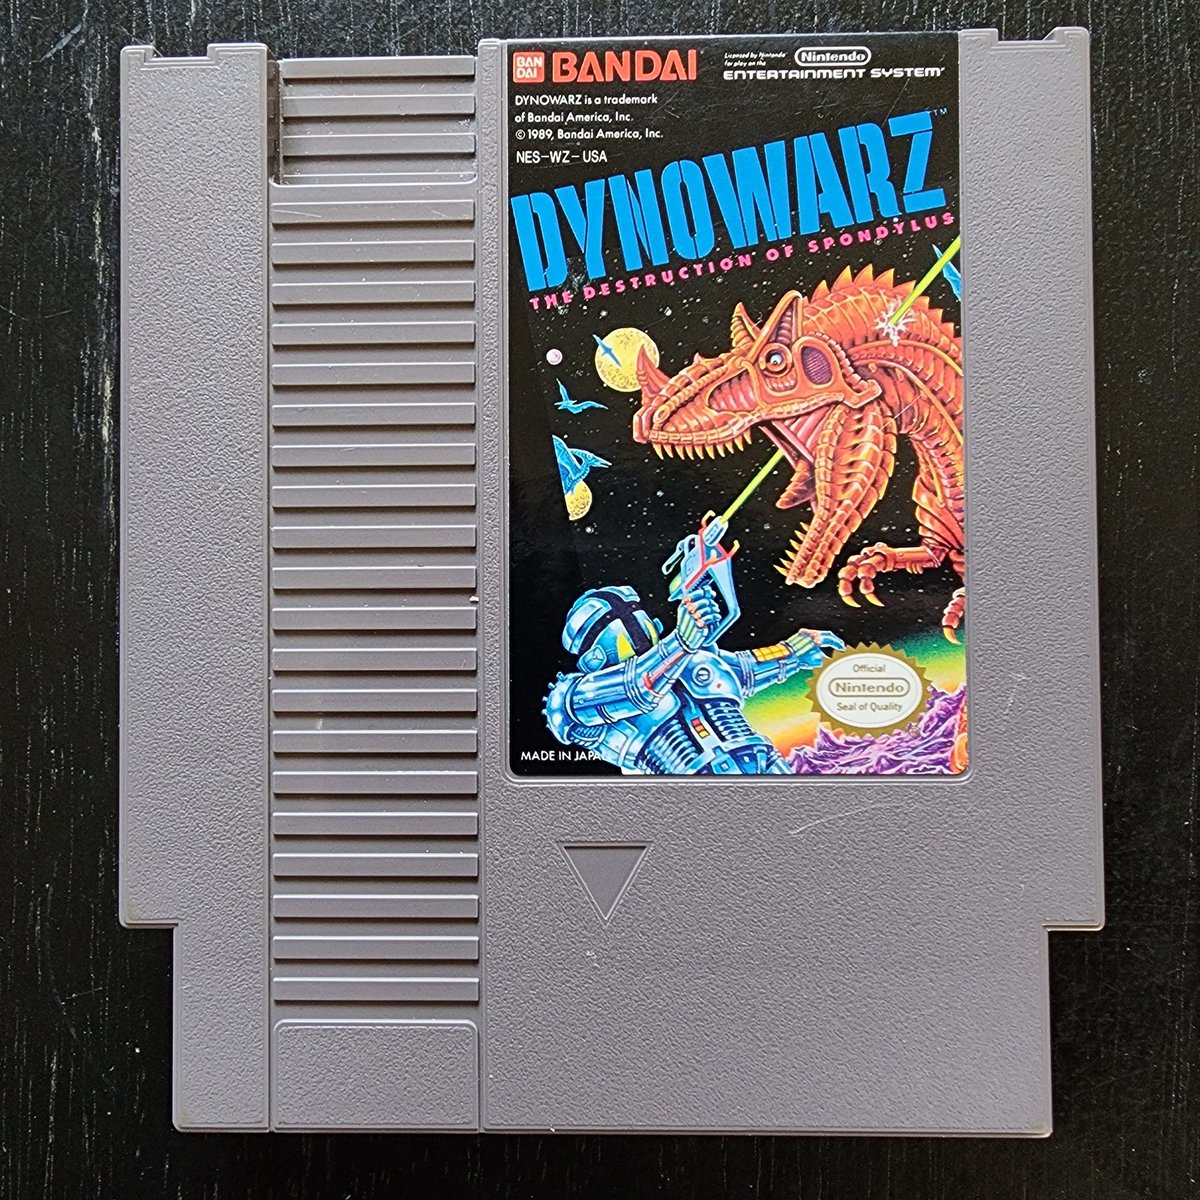 BAN
DAI
BANDAI
Licensed by Nintendo
for play on the
Nintendo
ENTERTAINMENT SYSTEM
DYNOWARZ is a trademark
of Bandai America, Inc.
© 1989, Bandai America, Inc.
NES-WZ-USA
DYNOWARZ™
THE DESTRUCTION OF SPONDYLUS
Official
Nintendo
Seal of Quality
MADE IN JAPAN